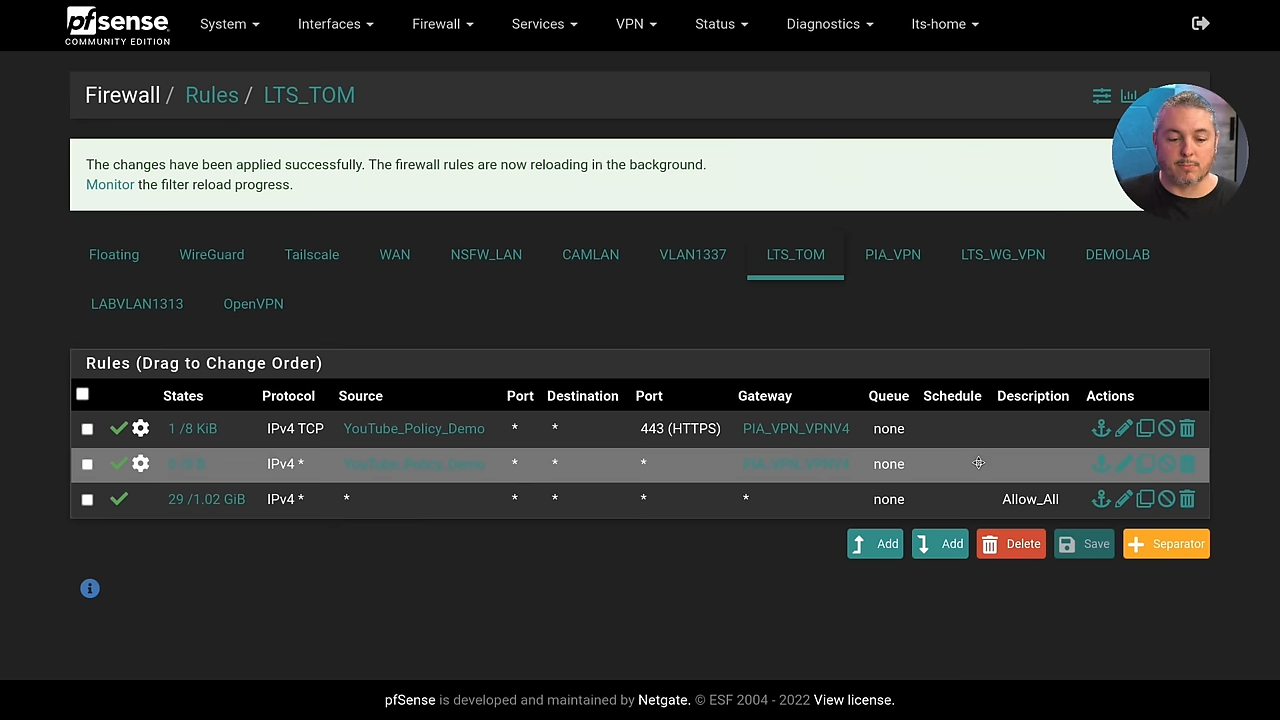 pfsense
COMMUNITY EDITION
System Interfaces Firewall Services VPN Status Diagnostics Its-home
Firewall / Rules / LTS_TOM
The changes have been applied successfully. The firewall rules are now reloading in the background.
Monitor the filter reload progress.
Floating WireGuard Tailscale WAN NSFW_LAN CAMLAN VLAN1337 LTS_TOM PIA_VPN LTS_WG_VPN DEMOLAB
LABVLAN1313 OpenVPN
Rules (Drag to Change Order)
States Protocol Source Port Destination Port Gateway Queue Schedule Description Actions
1 /8 KiB IPv4 TCP YouTube_Policy_Demo * * 443 (HTTPS) PIA_VPN_VPNV4 none
0 /0 B IPv4 * YouTube_Policy_Demo * * * PIA_VPN_VPNV4 none
29 /1.02 GiB IPv4 * * * * * * none Allow_All
Add Add Delete Save Separator
pfSense is developed and maintained by Netgate. © ESF 2004 - 2022 View license.